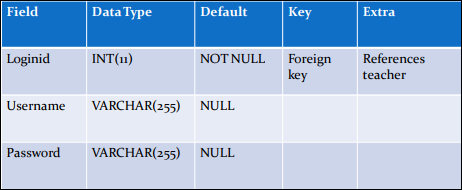 Field Data Type Default Key Extra
Loginid INT(11) NOT NULL Foreign key References teacher
Username VARCHAR(255) NULL
Password VARCHAR(255) NULL